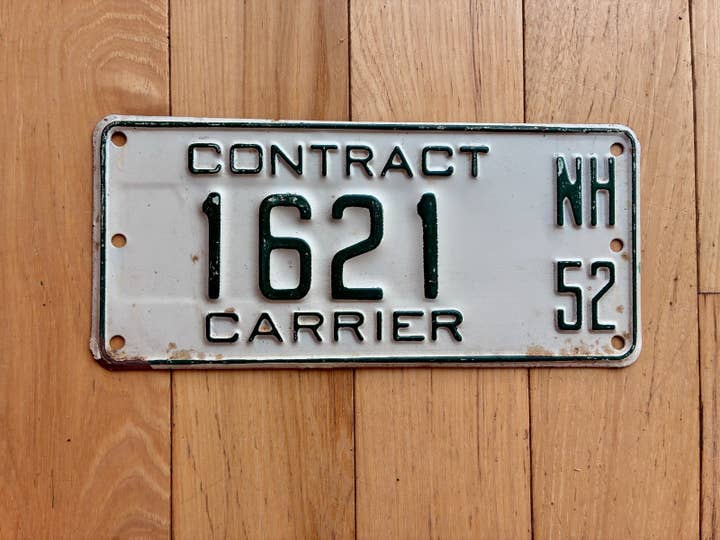 CONTRACT
1621
CARRIER
NH
52